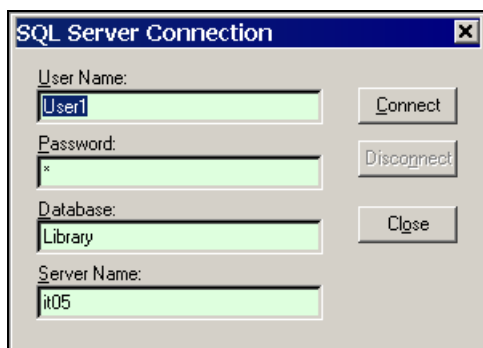 SQL Server Connection
User Name:
User1
Connect
Password:
*
Disconnect
Database:
Library
Close
Server Name:
it05